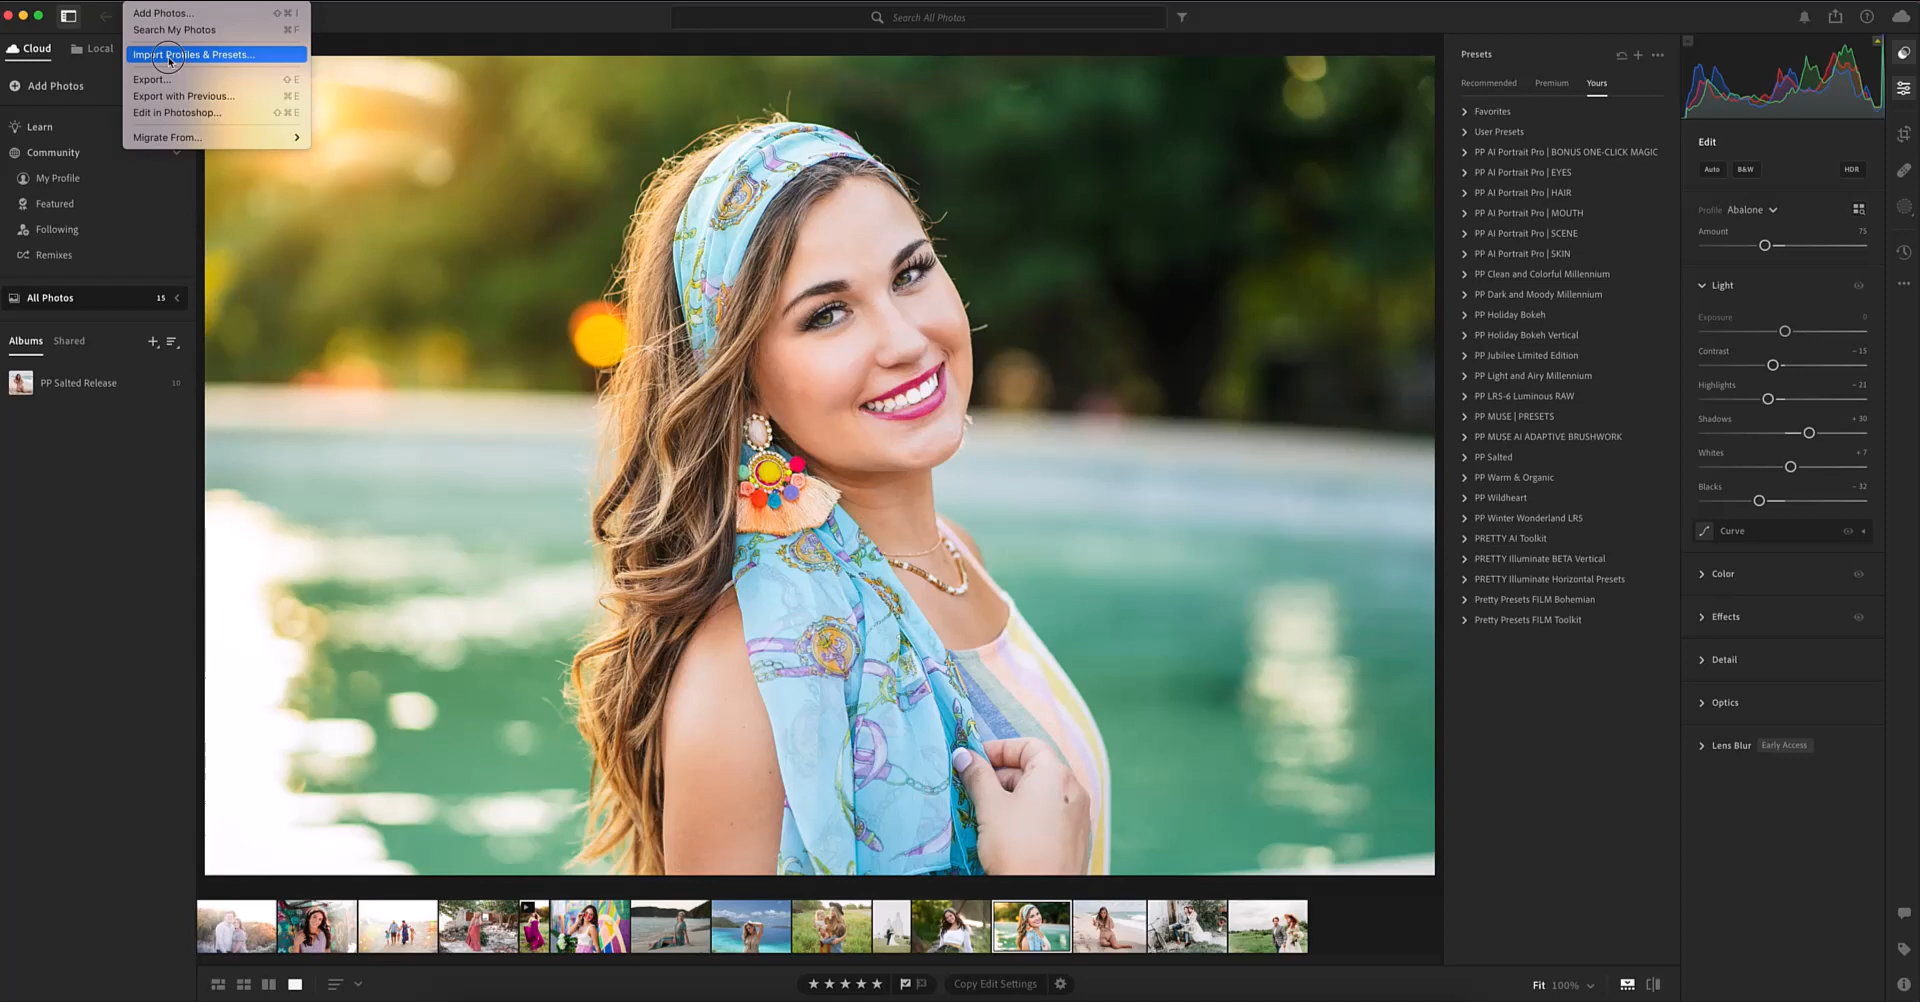 Add Photos... ⇧⌘ I
Search My Photos ⌘ F
Import Profiles & Presets...
Export... ⇧ E
Export with Previous... ⌘ E
Edit in Photoshop... ⇧⌘ E
Migrate From...
Search All Photos
Cloud
Local
Add Photos
Learn
Community
My Profile
Featured
Following
Remixes
All Photos 15
Albums Shared
PP Salted Release 10
Presets
Recommended Premium Yours
Favorites
User Presets
PP AI Portrait Pro | BONUS ONE-CLICK MAGIC
PP AI Portrait Pro | EYES
PP AI Portrait Pro | HAIR
PP AI Portrait Pro | MOUTH
PP AI Portrait Pro | SCENE
PP AI Portrait Pro | SKIN
PP Clean and Colorful Millennium
PP Dark and Moody Millennium
PP Holiday Bokeh
PP Holiday Bokeh Vertical
PP Jubilee Limited Edition
PP Light and Airy Millennium
PP LR5-6 Luminous RAW
PP MUSE | PRESETS
PP MUSE AI ADAPTIVE BRUSHWORK
PP Salted
PP Warm & Organic
PP Wildheart
PP Winter Wonderland LR5
PRETTY AI Toolkit
PRETTY Illuminate BETA Vertical
PRETTY Illuminate Horizontal Presets
Pretty Presets FILM Bohemian
Pretty Presets FILM Toolkit
Edit
Auto B&W HDR
Profile Abalone
Amount 75
Light
Exposure 0
Contrast – 15
Highlights – 21
Shadows + 30
Whites + 7
Blacks – 32
Curve
Color
Effects
Detail
Optics
Lens Blur Early Access
Copy Edit Settings
Fit 100%